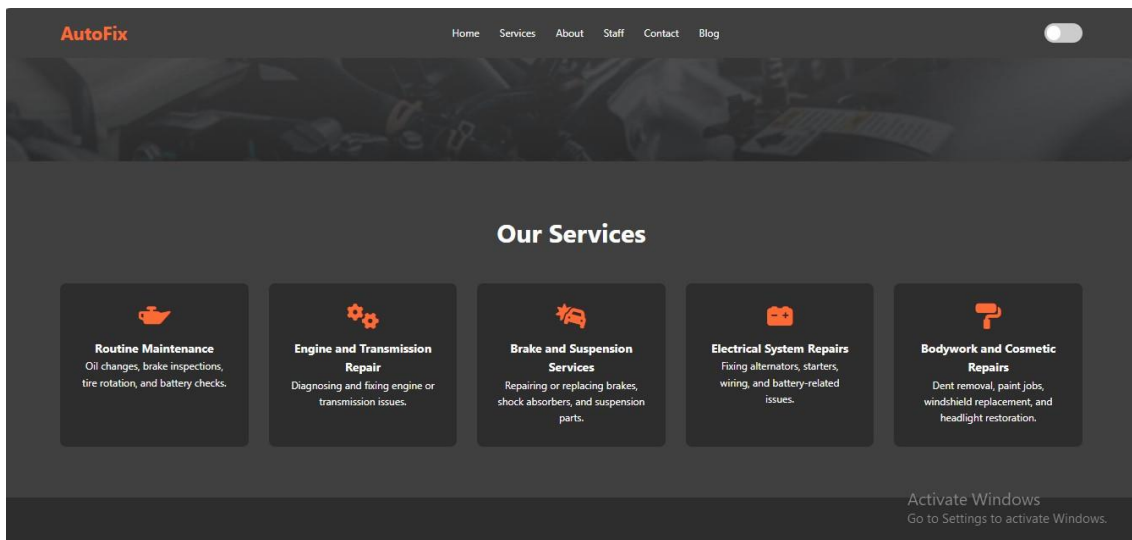 AutoFix
Home Services About Staff Contact Blog
Our Services
Routine Maintenance
Oil changes, brake inspections,
tire rotation, and battery checks.
Engine and Transmission
Repair
Diagnosing and fixing engine or
transmission issues.
Brake and Suspension
Services
Repairing or replacing brakes,
shock absorbers, and suspension
parts.
Electrical System Repairs
Fixing alternators, starters,
wiring, and battery-related
issues.
Bodywork and Cosmetic
Repairs
Dent removal, paint jobs,
windshield replacement, and
headlight restoration.
Activate Windows
Go to Settings to activate Windows.